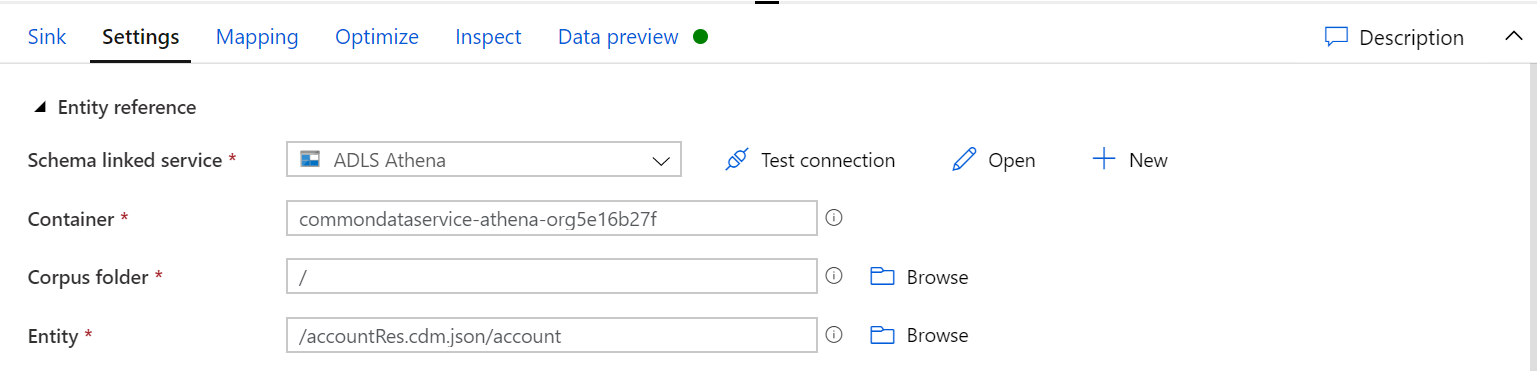 Sink Settings Mapping Optimize Inspect Data preview Description
Entity reference
Schema linked service * ADLS Athena Test connection Open New
Container * commondataservice-athena-org5e16b27f
Corpus folder * / Browse
Entity * /accountRes.cdm.json/account Browse